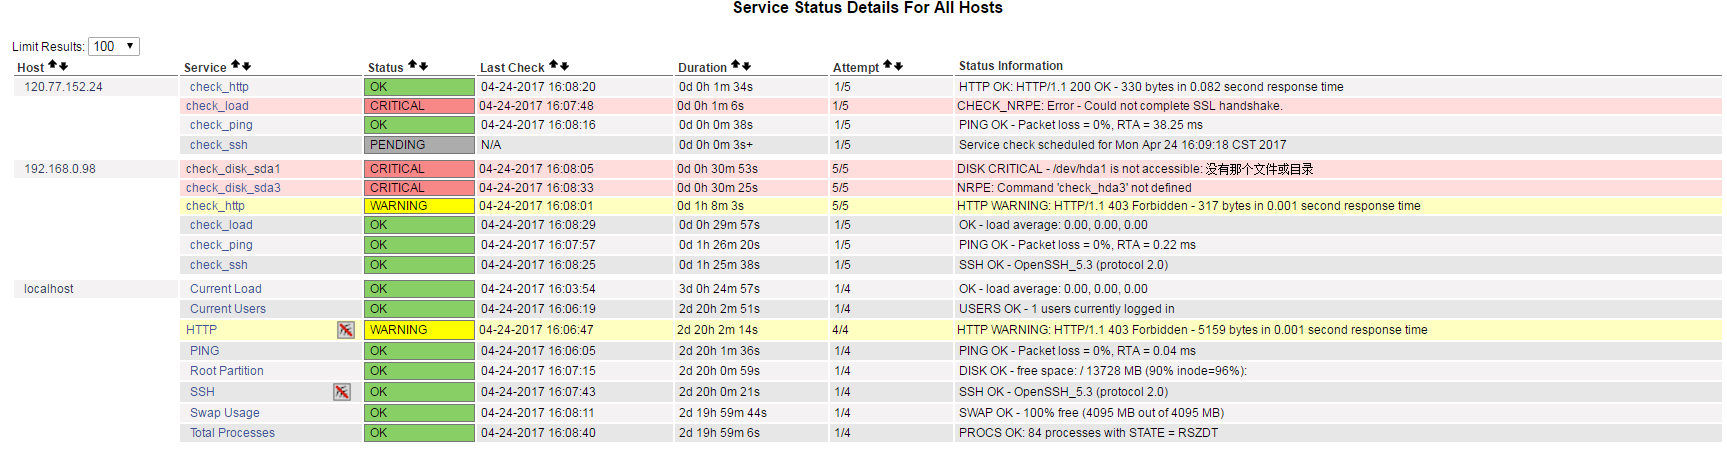 Service Status Details For All Hosts
Limit Results: 100
Host Service Status Last Check Duration Attempt Status Information
120.77.152.24 check_http OK 04-24-2017 16:08:20 0d 0h 1m 34s 1/5 HTTP OK: HTTP/1.1 200 OK - 330 bytes in 0.082 second response time
check_load CRITICAL 04-24-2017 16:07:48 0d 0h 1m 6s 1/5 CHECK_NRPE: Error - Could not complete SSL handshake.
check_ping OK 04-24-2017 16:08:16 0d 0h 0m 38s 1/5 PING OK - Packet loss = 0%, RTA = 38.25 ms
check_ssh PENDING N/A 0d 0h 0m 3s+ 1/5 Service check scheduled for Mon Apr 24 16:09:18 CST 2017
192.168.0.98 check_disk_sda1 CRITICAL 04-24-2017 16:08:05 0d 0h 30m 53s 5/5 DISK CRITICAL - /dev/hda1 is not accessible: 没有那个文件或目录
check_disk_sda3 CRITICAL 04-24-2017 16:08:33 0d 0h 30m 25s 5/5 NRPE: Command 'check_hda3' not defined
check_http WARNING 04-24-2017 16:08:01 0d 1h 8m 3s 5/5 HTTP WARNING: HTTP/1.1 403 Forbidden - 317 bytes in 0.001 second response time
check_load OK 04-24-2017 16:08:29 0d 0h 29m 57s 1/5 OK - load average: 0.00, 0.00, 0.00
check_ping OK 04-24-2017 16:07:57 0d 1h 26m 20s 1/5 PING OK - Packet loss = 0%, RTA = 0.22 ms
check_ssh OK 04-24-2017 16:08:25 0d 1h 25m 38s 1/5 SSH OK - OpenSSH_5.3 (protocol 2.0)
localhost Current Load OK 04-24-2017 16:03:54 3d 0h 24m 57s 1/4 OK - load average: 0.00, 0.00, 0.00
Current Users OK 04-24-2017 16:06:19 2d 20h 2m 51s 1/4 USERS OK - 1 users currently logged in
HTTP WARNING 04-24-2017 16:06:47 2d 20h 2m 14s 4/4 HTTP WARNING: HTTP/1.1 403 Forbidden - 5159 bytes in 0.001 second response time
PING OK 04-24-2017 16:06:05 2d 20h 1m 36s 1/4 PING OK - Packet loss = 0%, RTA = 0.04 ms
Root Partition OK 04-24-2017 16:07:15 2d 20h 0m 59s 1/4 DISK OK - free space: / 13728 MB (90% inode=96%):
SSH OK 04-24-2017 16:07:43 2d 20h 0m 21s 1/4 SSH OK - OpenSSH_5.3 (protocol 2.0)
Swap Usage OK 04-24-2017 16:08:11 2d 19h 59m 44s 1/4 SWAP OK - 100% free (4095 MB out of 4095 MB)
Total Processes OK 04-24-2017 16:08:40 2d 19h 59m 6s 1/4 PROCS OK: 84 processes with STATE = RSZDT